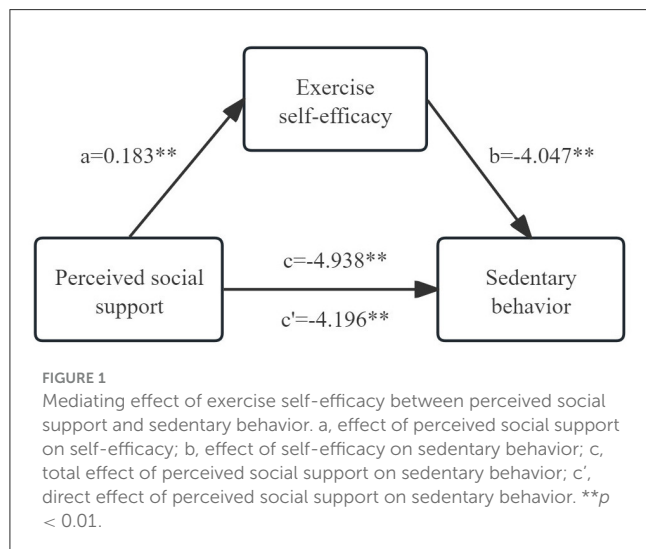 Exercise
self-efficacy
a=0.183**
b=-4.047**
Perceived social
support
c=-4.938**
c'=-4.196**
Sedentary
behavior
FIGURE 1
Mediating effect of exercise self-efficacy between perceived social
support and sedentary behavior. a, effect of perceived social support
on self-efficacy; b, effect of self-efficacy on sedentary behavior; c,
total effect of perceived social support on sedentary behavior; c′,
direct effect of perceived social support on sedentary behavior. **p
< 0.01.